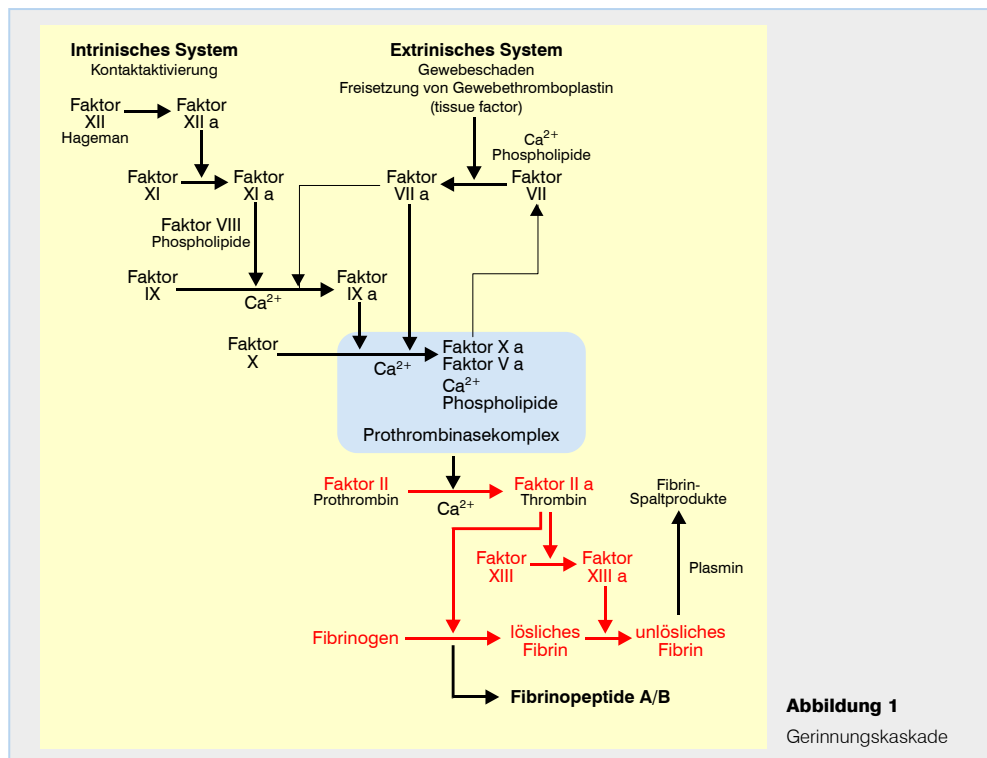 Intrinisches System
Kontaktaktivierung
Extrinisches System
Gewebeschaden
Freisetzung von Gewebethromboplastin
(tissue factor)
Faktor
XII
Hageman
Faktor
XII a
Ca2+
Phospholipide
Faktor
XI
Faktor
XI a
Faktor
VII a
Faktor
VII
Faktor VIII
Phospholipide
Faktor
IX
Ca2+
Faktor
IX a
Faktor
X
Ca2+
Faktor X a
Faktor V a
Ca2+
Phospholipide
Prothrombinasekomplex
Faktor II
Prothrombin
Ca2+
Faktor II a
Thrombin
Fibrin-
Spaltprodukte
Faktor
XIII
Faktor
XIII a
Plasmin
Fibrinogen
lösliches
Fibrin
unlösliches
Fibrin
Fibrinopeptide A/B
Abbildung 1
Gerinnungskaskade